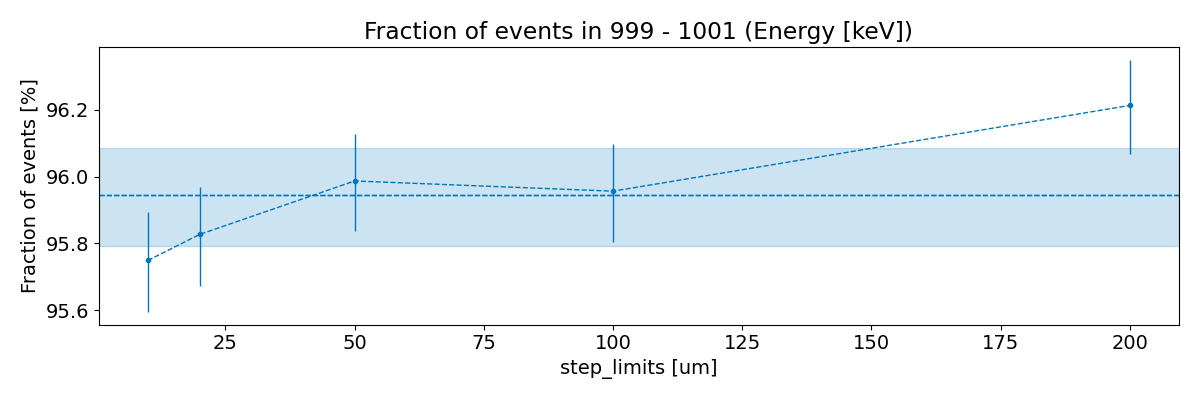 Fraction of events in 999 - 1001 (Energy [keV])
Fraction of events [%]
96.2
96.0
95.8
95.6
25 50 75 100 125 150 175 200
step_limits [um]